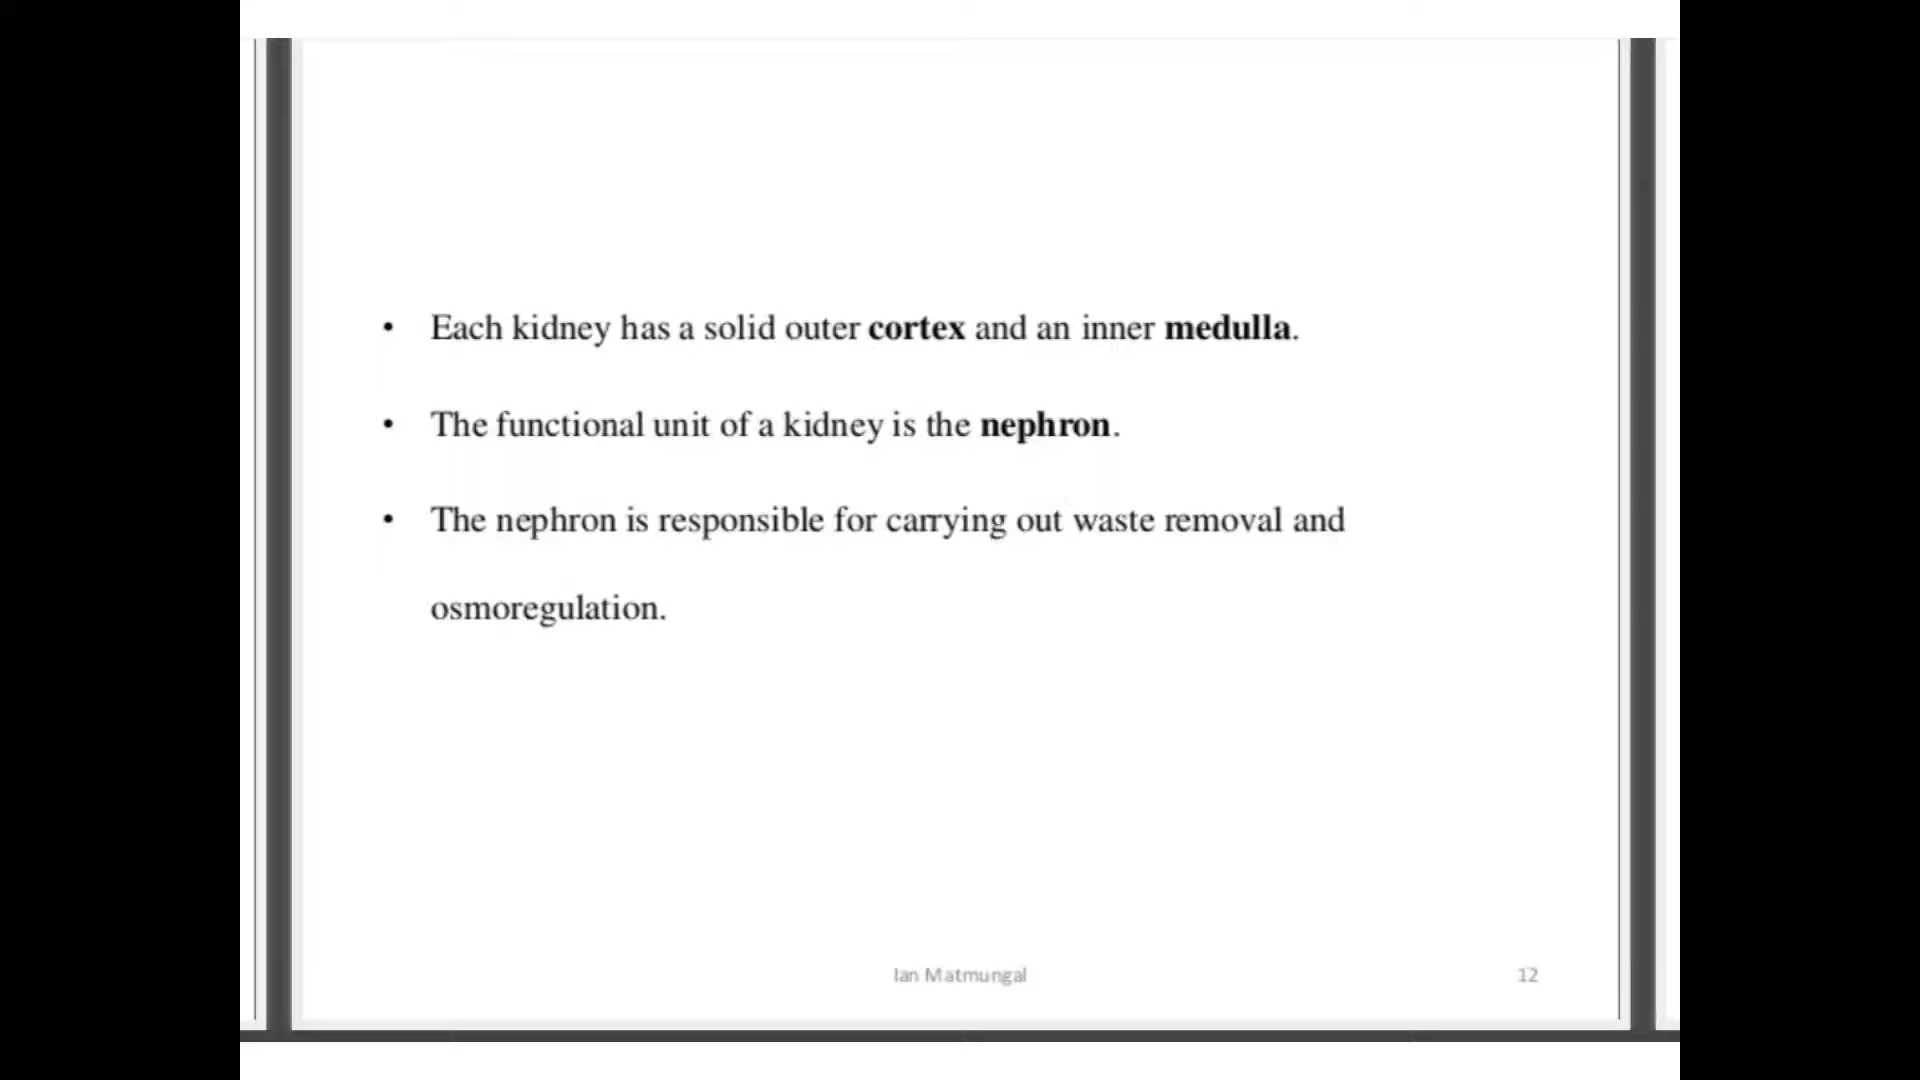 • Each kidney has a solid outer cortex and an inner medulla.
• The functional unit of a kidney is the nephron.
• The nephron is responsible for carrying out waste removal and
osmoregulation.
Ian Matmungal
12